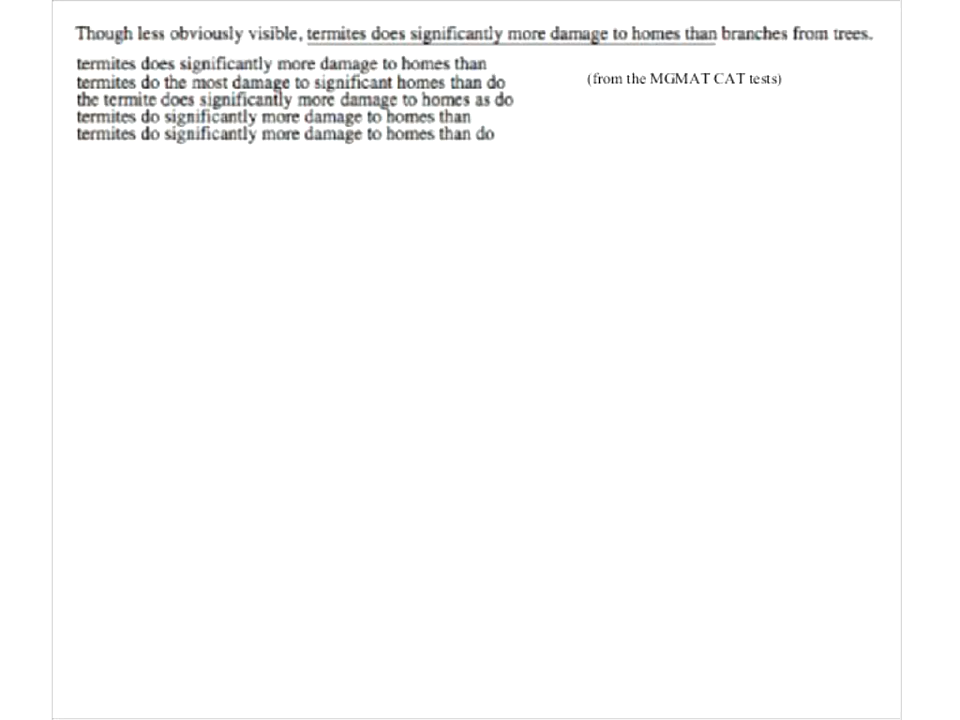 Though less obviously visible, termites does significantly more damage to homes than branches from trees.
termites does significantly more damage to homes than
termites do the most damage to significant homes than do
(from the MGMAT CAT tests)
the termite does significantly more damage to homes as do
termites do significantly more damage to homes than
termites do significantly more damage to homes than do